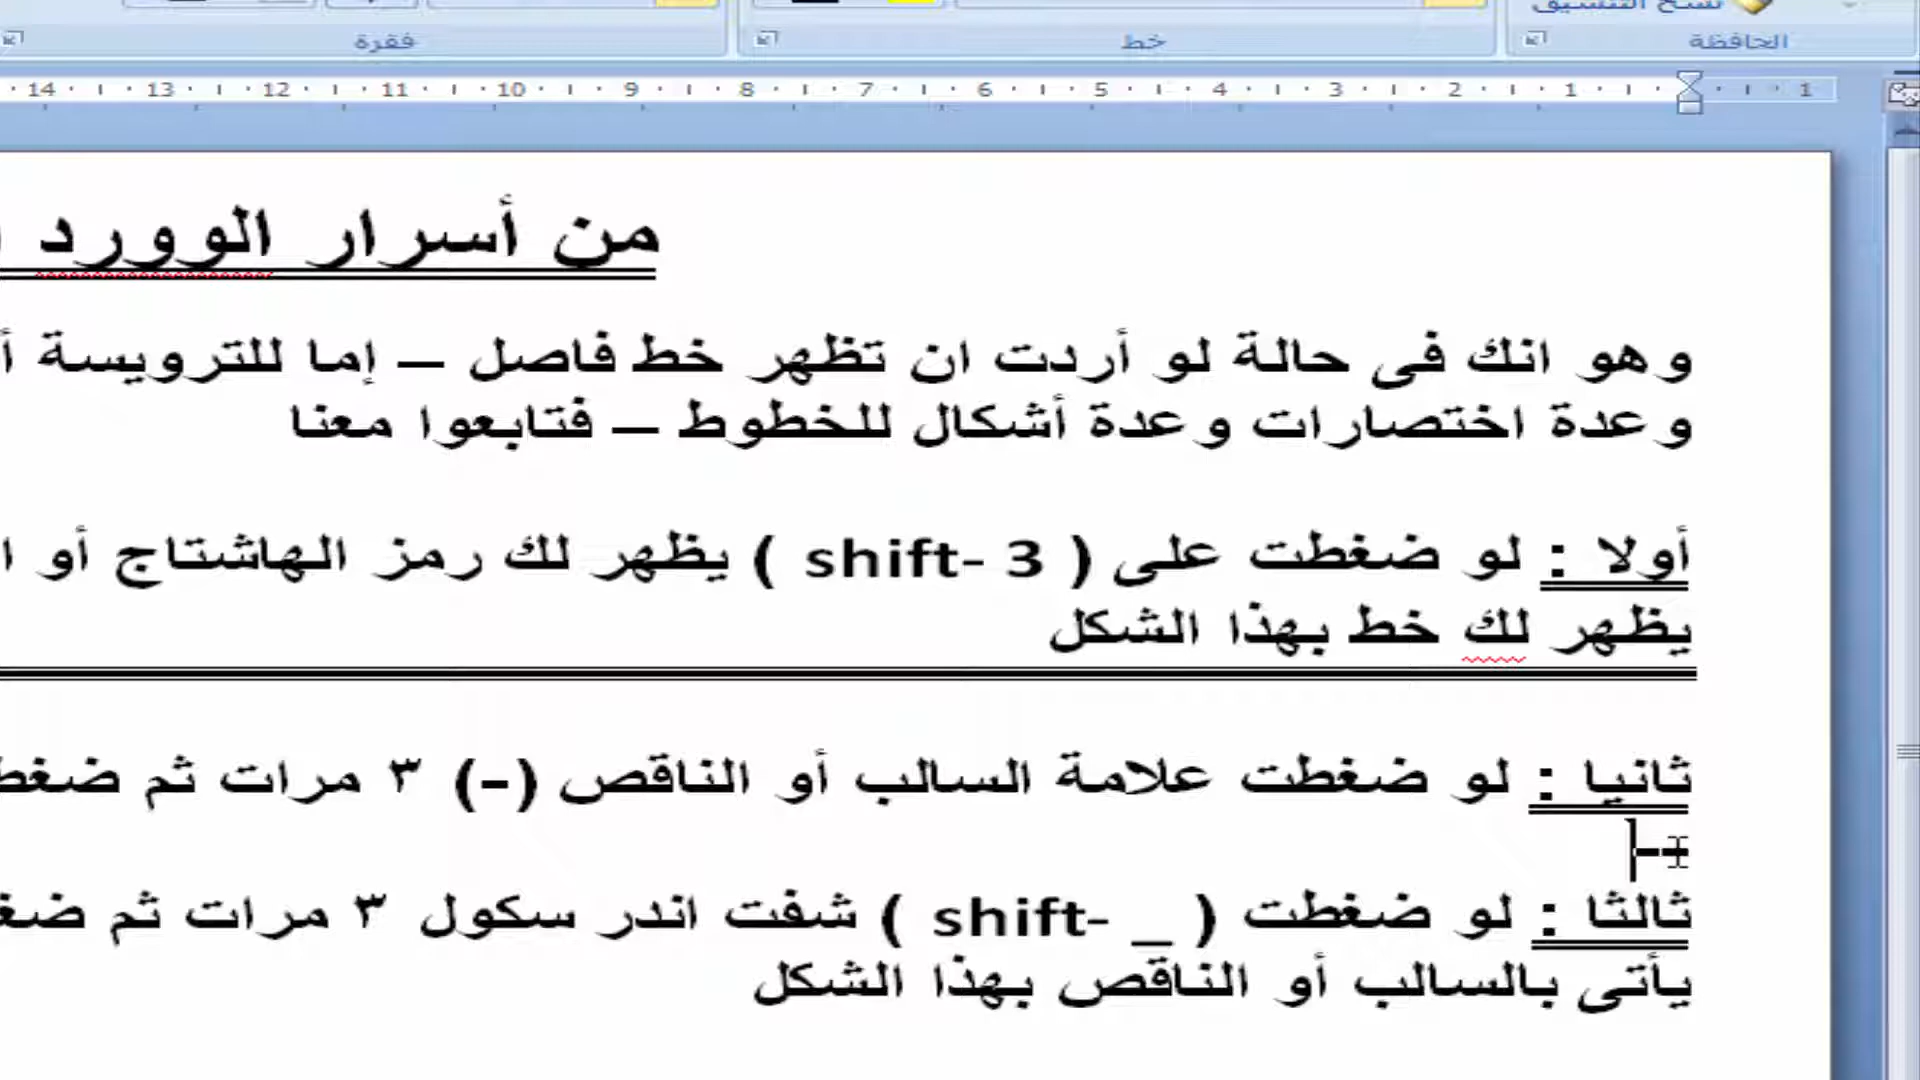 نسخ التنسيق
الحافظة
خط
فقرة
1 1 2 3 4 5 6 7 8 9 10 11 12 13 14
من أسرار الوورد
وهو انك فى حالة لو أردت ان تظهر خط فاصل – إما للترويسة
وعدة اختصارات وعدة أشكال للخطوط – فتابعوا معنا
أولا : لو ضغطت على ( shift- 3 ) يظهر لك رمز الهاشتاج أو
يظهر لك خط بهذا الشكل
ثانيا : لو ضغطت علامة السالب أو الناقص (-) ٣ مرات ثم
--
ثالثا : لو ضغطت ( shift- _ ) شفت اندر سكول ٣ مرات ثم
يأتى بالسالب أو الناقص بهذا الشكل